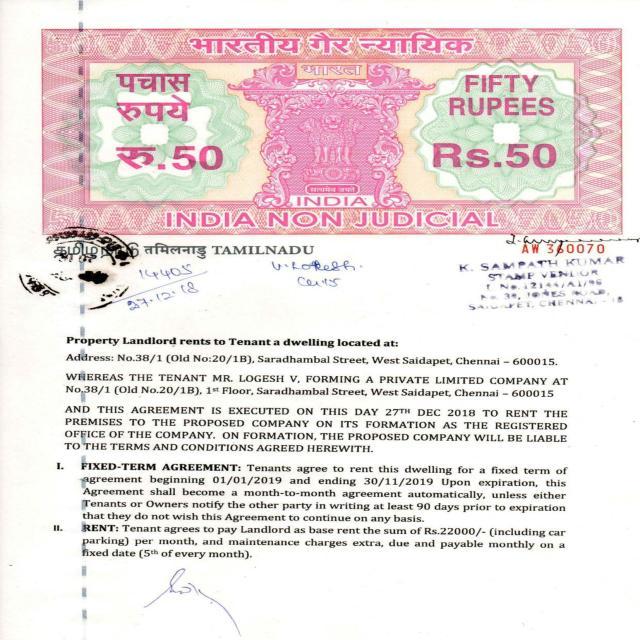 भारतीय गैर न्यायिक
भारत
पचास
रुपये
रु.50
FIFTY
RUPEES
Rs.50
सत्यमेव जयते
INDIA
INDIA NON JUDICIAL
தமிழ்நாடு तमिलनाडु TAMILNADU
AW 360070
14405
27.12.18
V. Lokesh.
K. SAMPATH KUMAR
STAMP VENDOR
L No. 12144/A1/96
No. 39, JONES ROAD,
SAIDAPET, CHENNAI - 15
Property Landlord rents to Tenant a dwelling located at:
Address: No.38/1 (Old No:20/1B), Saradhambal Street, West Saidapet, Chennai – 600015.
WHEREAS THE TENANT MR. LOGESH V, FORMING A PRIVATE LIMITED COMPANY AT
No.38/1 (Old No.20/1B), 1st Floor, Saradhambal Street, West Saidapet, Chennai – 600015
AND THIS AGREEMENT IS EXECUTED ON THIS DAY 27TH DEC 2018 TO RENT THE
PREMISES TO THE PROPOSED COMPANY ON ITS FORMATION AS THE REGISTERED
OFFICE OF THE COMPANY. ON FORMATION, THE PROPOSED COMPANY WILL BE LIABLE
TO THE TERMS AND CONDITIONS AGREED HEREWITH.
I. FIXED-TERM AGREEMENT: Tenants agree to rent this dwelling for a fixed term of
agreement beginning 01/01/2019 and ending 30/11/2019 Upon expiration, this
Agreement shall become a month-to-month agreement automatically, unless either
Tenants or Owners notify the other party in writing at least 90 days prior to expiration
that they do not wish this Agreement to continue on any basis.
II. RENT: Tenant agrees to pay Landlord as base rent the sum of Rs.22000/- (including car
parking) per month, and maintenance charges extra, due and payable monthly on a
fixed date (5th of every month).